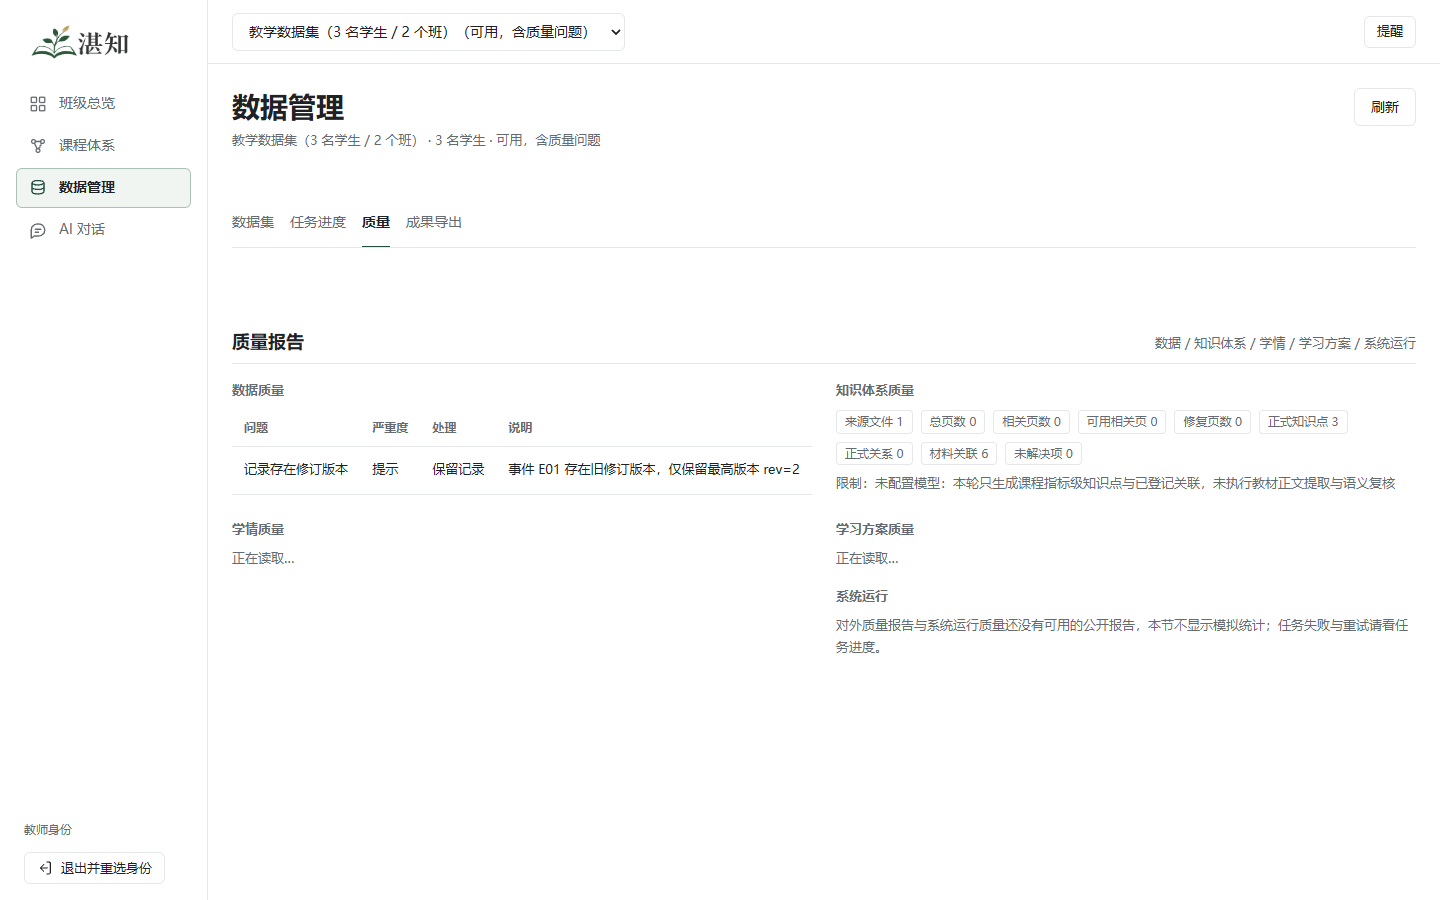 湛知
班级总览
课程体系
数据管理
AI 对话
教师身份
退出并重选身份
教学数据集（3 名学生 / 2 个班）（可用，含质量问题）
提醒
数据管理
刷新
教学数据集（3 名学生 / 2 个班） · 3 名学生 · 可用，含质量问题
数据集 任务进度 质量 成果导出
质量报告
数据 / 知识体系 / 学情 / 学习方案 / 系统运行
数据质量
问题 严重度 处理 说明
记录存在修订版本 提示 保留记录 事件 E01 存在旧修订版本，仅保留最高版本 rev=2
知识体系质量
来源文件 1 总页数 0 相关页数 0 可用相关页 0 修复页数 0 正式知识点 3
正式关系 0 材料关联 6 未解决项 0
限制：未配置模型：本轮只生成课程指标级知识点与已登记关联，未执行教材正文提取与语义复核
学情质量
正在读取...
学习方案质量
正在读取...
系统运行
对外质量报告与系统运行质量还没有可用的公开报告，本节不显示模拟统计；任务失败与重试请看任
务进度。